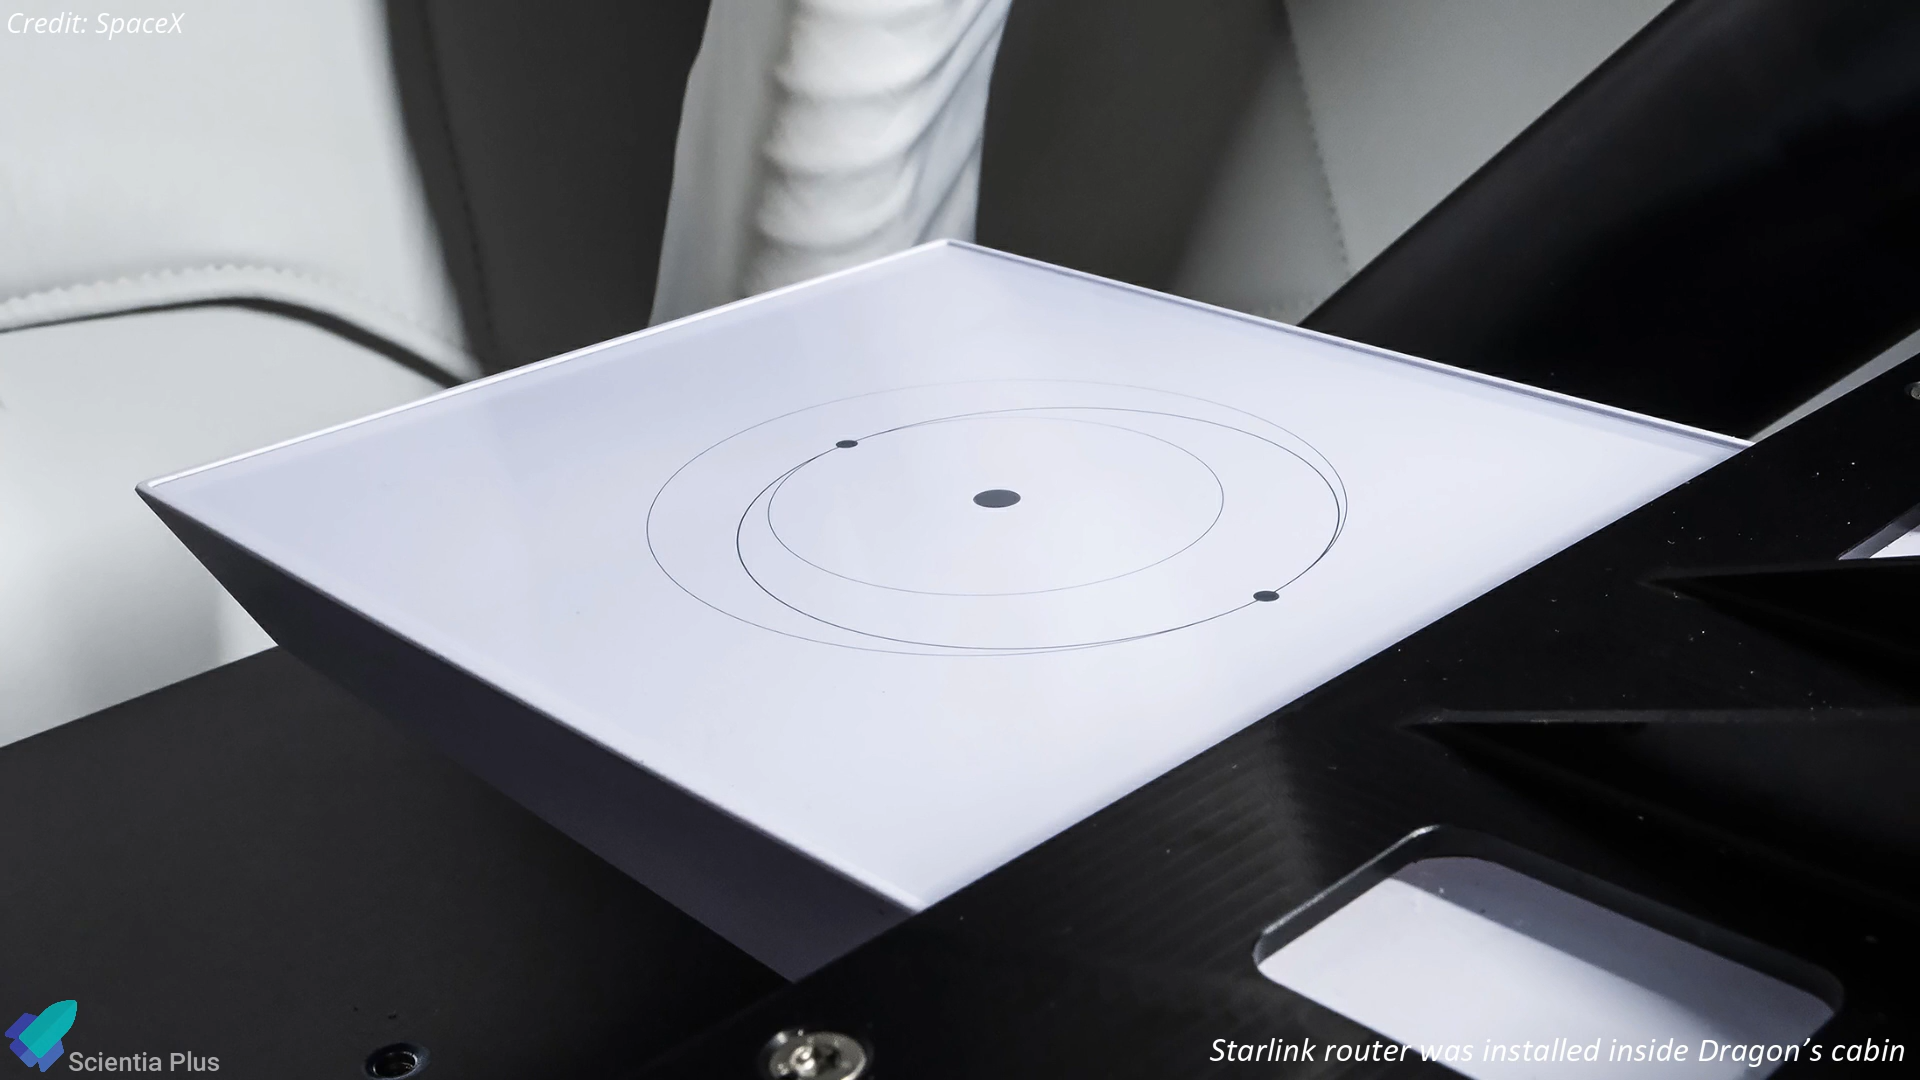 Credit: SpaceX
Scientia Plus
Starlink router was installed inside Dragon’s cabin